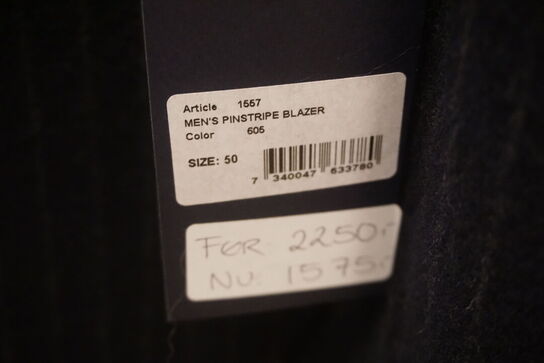 Article 1557
MEN'S PINSTRIPE BLAZER
Color 605
SIZE: 50
7 340047 633780
FØR: 2250,-
NU: 1575,-